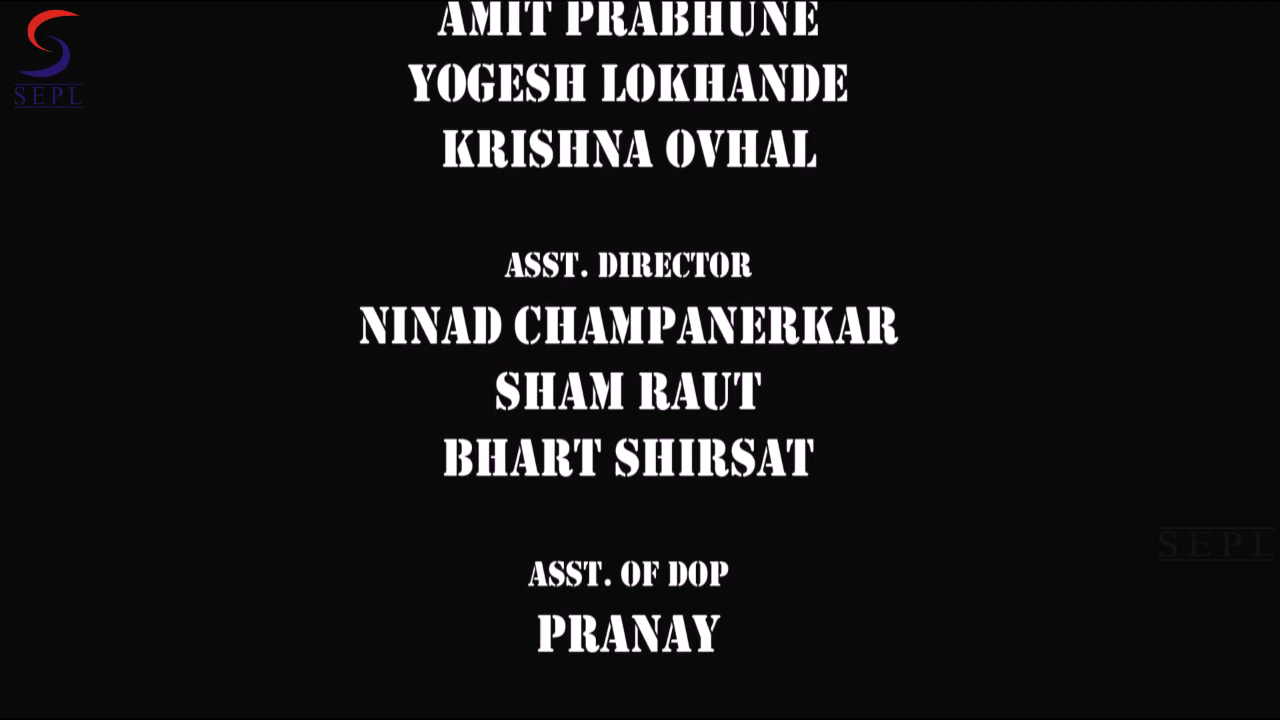 AMIT PRABHUNE
YOGESH LOKHANDE
KRISHNA OVHAL
ASST. DIRECTOR
NINAD CHAMPANERKAR
SHAM RAUT
BHART SHIRSAT
ASST. OF DOP
PRANAY
SEPL
SEPL